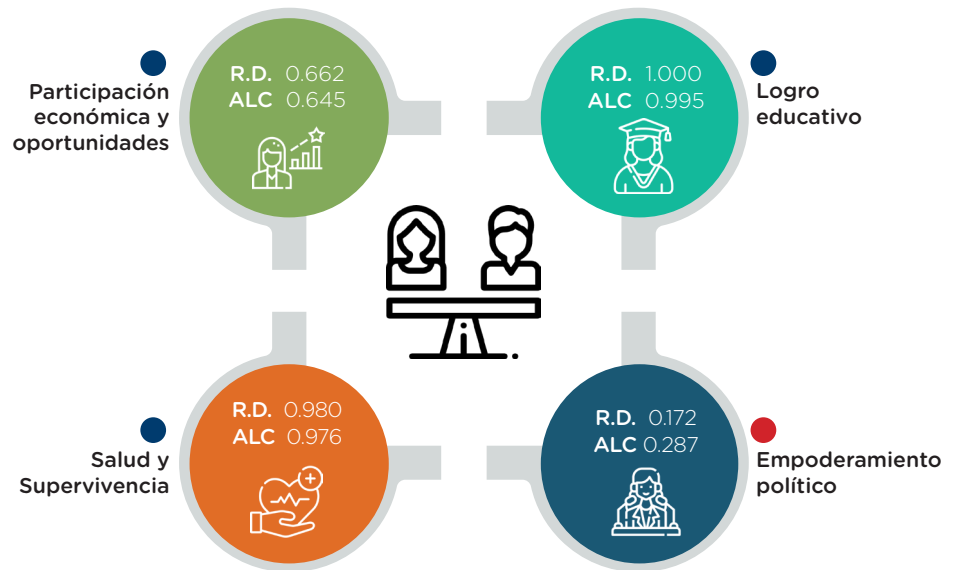 Participación
económica y
oportunidades
R.D. 0.662
ALC 0.645
R.D. 1.000
ALC 0.995
Logro
educativo
Salud y
Supervivencia
R.D. 0.980
ALC 0.976
R.D. 0.172
ALC 0.287
Empoderamiento
político